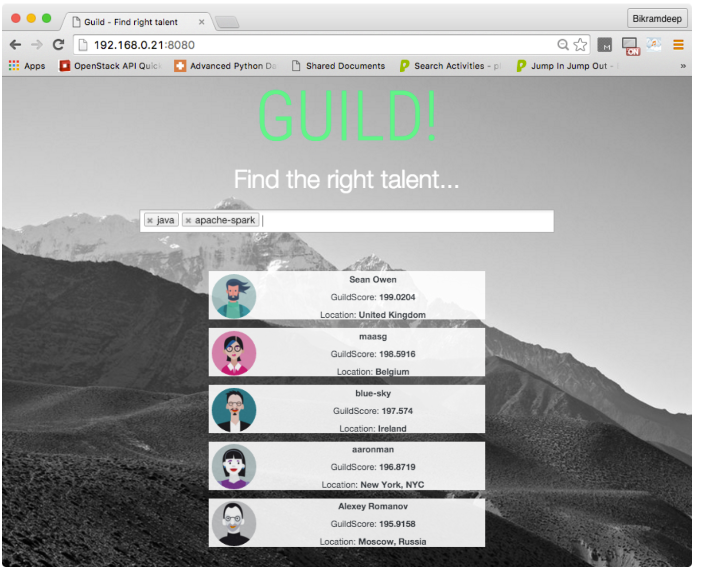 Guild - Find right talent
Bikramdeep
192.168.0.21:8080
Apps OpenStack API Quick Advanced Python Da Shared Documents Search Activities - pi Jump In Jump Out - »
GUILD!
Find the right talent...
java apache-spark
Sean Owen
GuildScore: 199.0204
Location: United Kingdom
maasg
GuildScore: 198.5916
Location: Belgium
blue-sky
GuildScore: 197.574
Location: Ireland
aaronman
GuildScore: 196.8719
Location: New York, NYC
Alexey Romanov
GuildScore: 195.9158
Location: Moscow, Russia